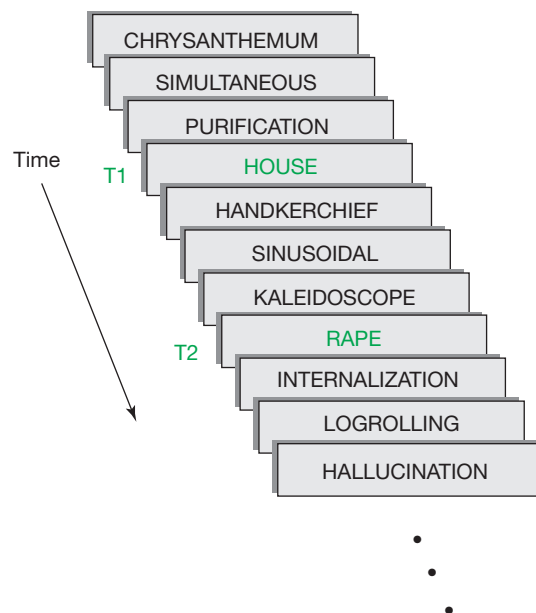 CHRYSANTHEMUM
SIMULTANEOUS
PURIFICATION
Time
T1
HOUSE
HANDKERCHIEF
SINUSOIDAL
KALEIDOSCOPE
T2
RAPE
INTERNALIZATION
LOGROLLING
HALLUCINATION